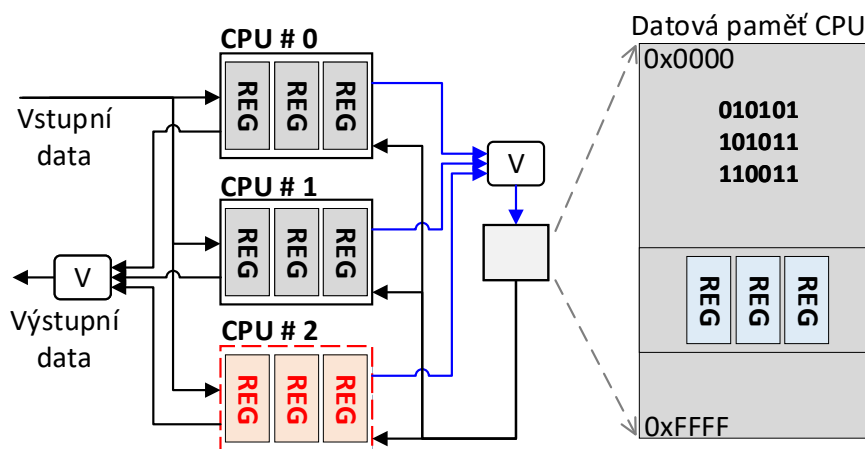 CPU # 0
REG REG REG
Vstupní
data
CPU # 1
REG REG REG
V
Výstupní
data
CPU # 2
REG REG REG
V
Datová paměť CPU
0x0000
010101
101011
110011
REG REG REG
0xFFFF